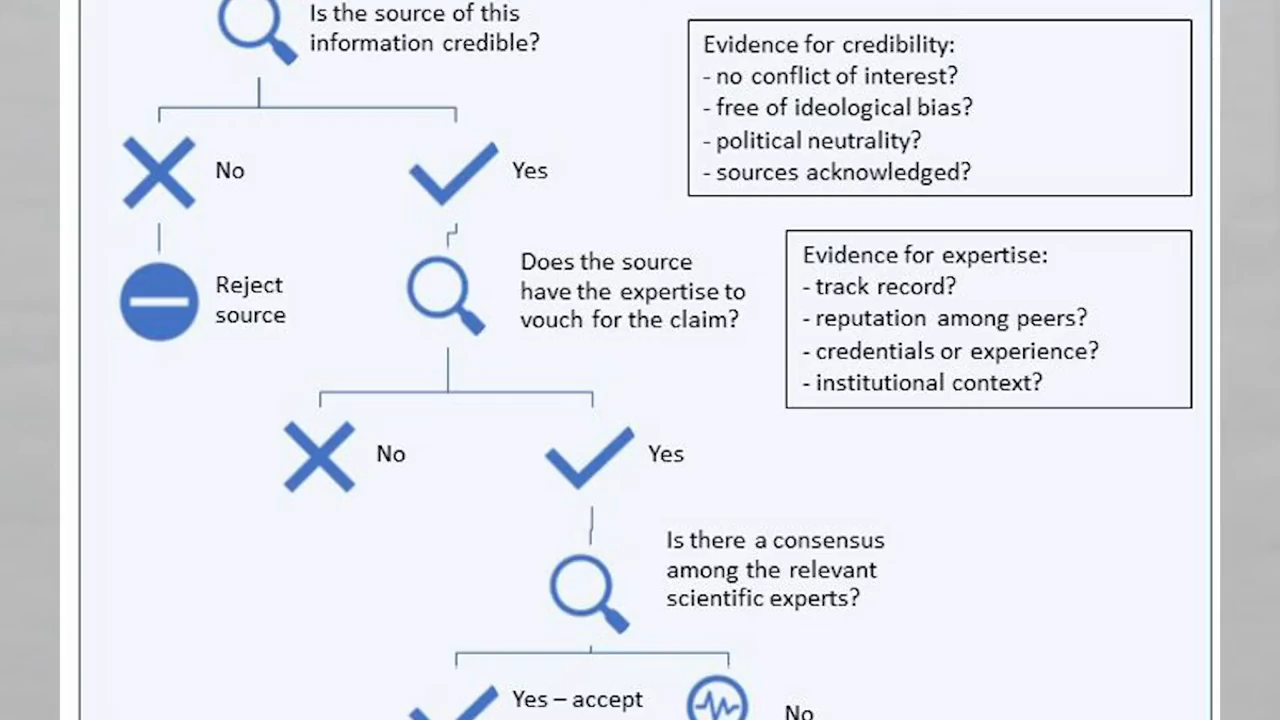 Is the source of this
information credible?
Evidence for credibility:
- no conflict of interest?
- free of ideological bias?
- political neutrality?
- sources acknowledged?
No
Yes
Reject
source
Does the source
have the expertise to
vouch for the claim?
Evidence for expertise:
- track record?
- reputation among peers?
- credentials or experience?
- institutional context?
No
Yes
Is there a consensus
among the relevant
scientific experts?
Yes – accept
No